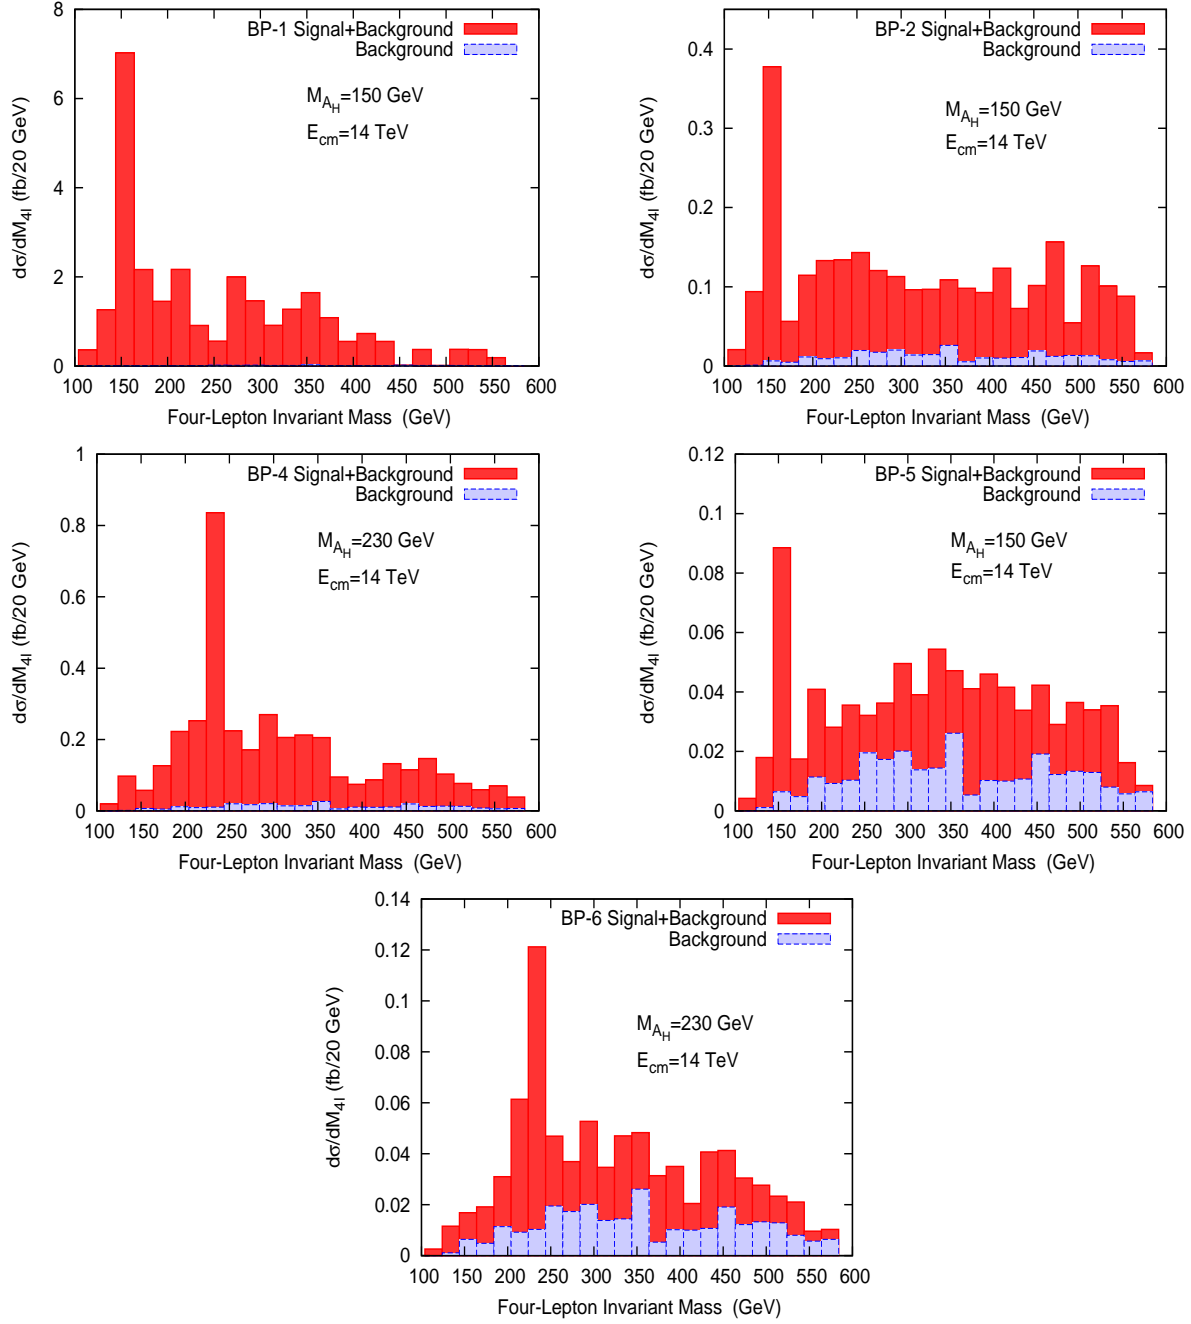 BP-1 Signal+Background
Background
M_{A_H}=150 GeV
E_{cm}=14 TeV
dσ/dM_{4l} (fb/20 GeV)
8
6
4
2
0
100 150 200 250 300 350 400 450 500 550 600
Four-Lepton Invariant Mass (GeV)
BP-2 Signal+Background
Background
M_{A_H}=150 GeV
E_{cm}=14 TeV
dσ/dM_{4l} (fb/20 GeV)
0.4
0.3
0.2
0.1
0
100 150 200 250 300 350 400 450 500 550 600
Four-Lepton Invariant Mass (GeV)
BP-4 Signal+Background
Background
M_{A_H}=230 GeV
E_{cm}=14 TeV
dσ/dM_{4l} (fb/20 GeV)
1
0.8
0.6
0.4
0.2
0
100 150 200 250 300 350 400 450 500 550 600
Four-Lepton Invariant Mass (GeV)
BP-5 Signal+Background
Background
M_{A_H}=150 GeV
E_{cm}=14 TeV
dσ/dM_{4l} (fb/20 GeV)
0.12
0.1
0.08
0.06
0.04
0.02
0
100 150 200 250 300 350 400 450 500 550 600
Four-Lepton Invariant Mass (GeV)
BP-6 Signal+Background
Background
M_{A_H}=230 GeV
E_{cm}=14 TeV
dσ/dM_{4l} (fb/20 GeV)
0.14
0.12
0.1
0.08
0.06
0.04
0.02
0
100 150 200 250 300 350 400 450 500 550 600
Four-Lepton Invariant Mass (GeV)